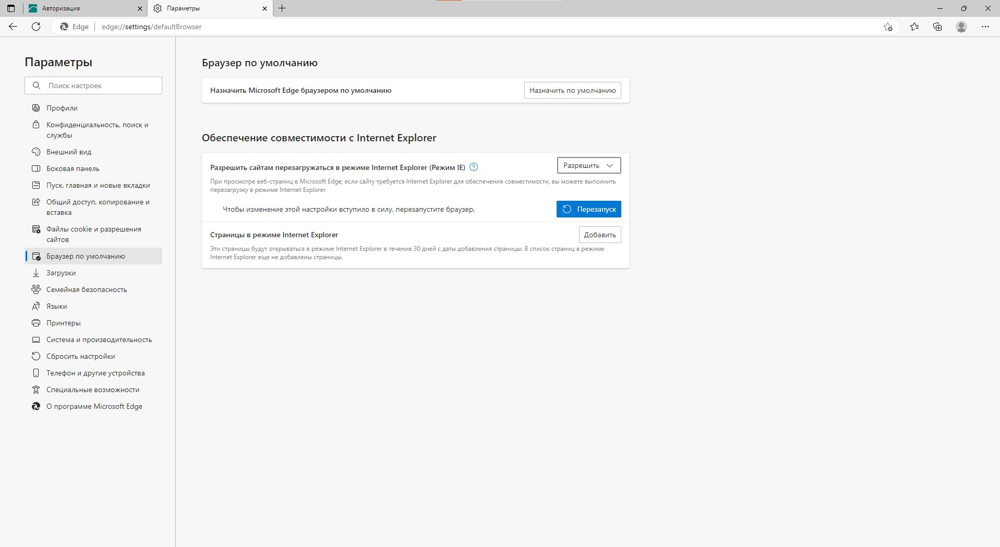 Авторизация
Параметры
Edge
edge://settings/defaultBrowser
Параметры
Поиск настроек
Профили
Конфиденциальность, поиск и
службы
Внешний вид
Боковая панель
Пуск, главная и новые вкладки
Общий доступ, копирование и
вставка
Файлы cookie и разрешения
сайтов
Браузер по умолчанию
Загрузки
Семейная безопасность
Языки
Принтеры
Система и производительность
Сбросить настройки
Телефон и другие устройства
Специальные возможности
О программе Microsoft Edge
Браузер по умолчанию
Назначить Microsoft Edge браузером по умолчанию
Назначить по умолчанию
Обеспечение совместимости с Internet Explorer
Разрешить сайтам перезагружаться в режиме Internet Explorer (Режим IE)
Разрешить
При просмотре веб-страниц в Microsoft Edge, если сайту требуется Internet Explorer для обеспечения совместимости, вы можете выполнить
перезагрузку в режиме Internet Explorer
Чтобы изменение этой настройки вступило в силу, перезапустите браузер.
Перезапуск
Страницы в режиме Internet Explorer
Добавить
Эти страницы будут открываться в режиме Internet Explorer в течение 30 дней с даты добавления страницы. В список страниц в режиме
Internet Explorer еще не добавлены страницы.